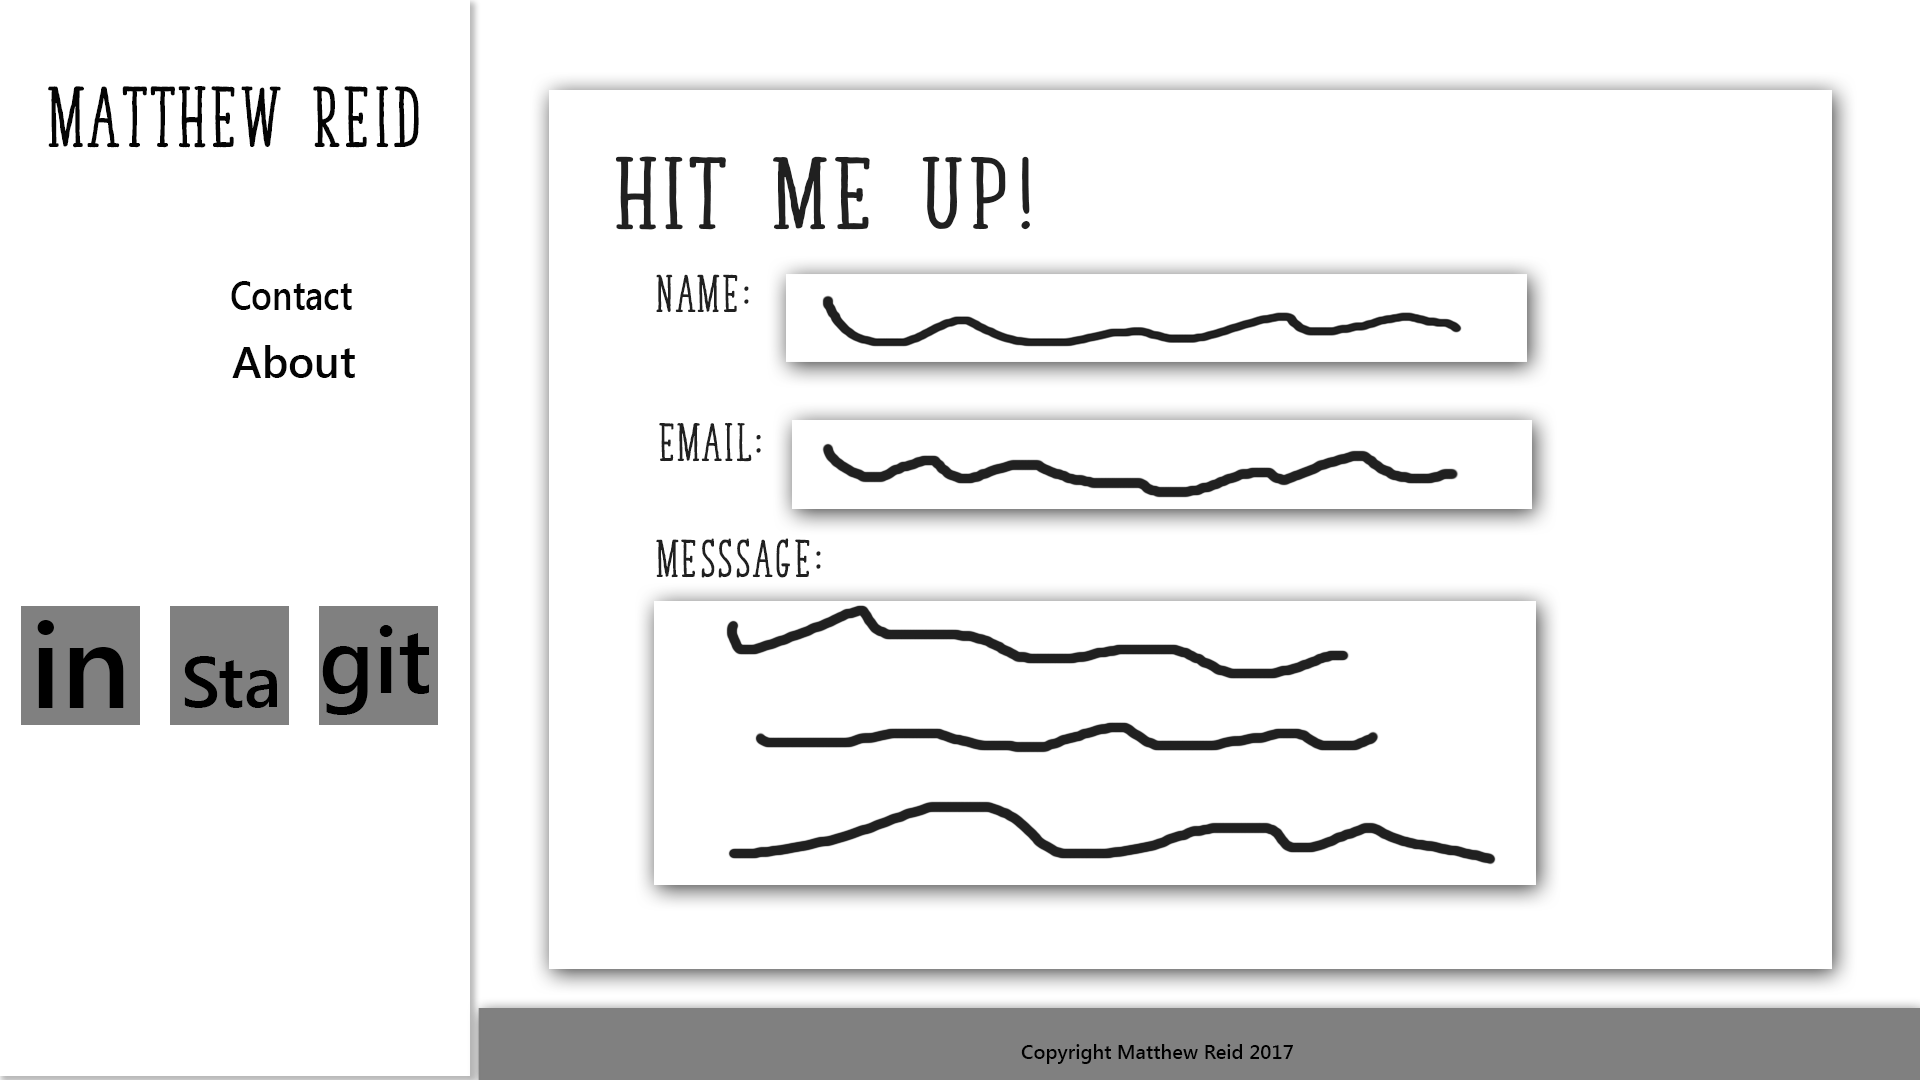 MATTHEW REID
Contact
About
in
Sta
git
HIT ME UP!
NAME:
EMAIL:
MESSSAGE:
Copyright Matthew Reid 2017